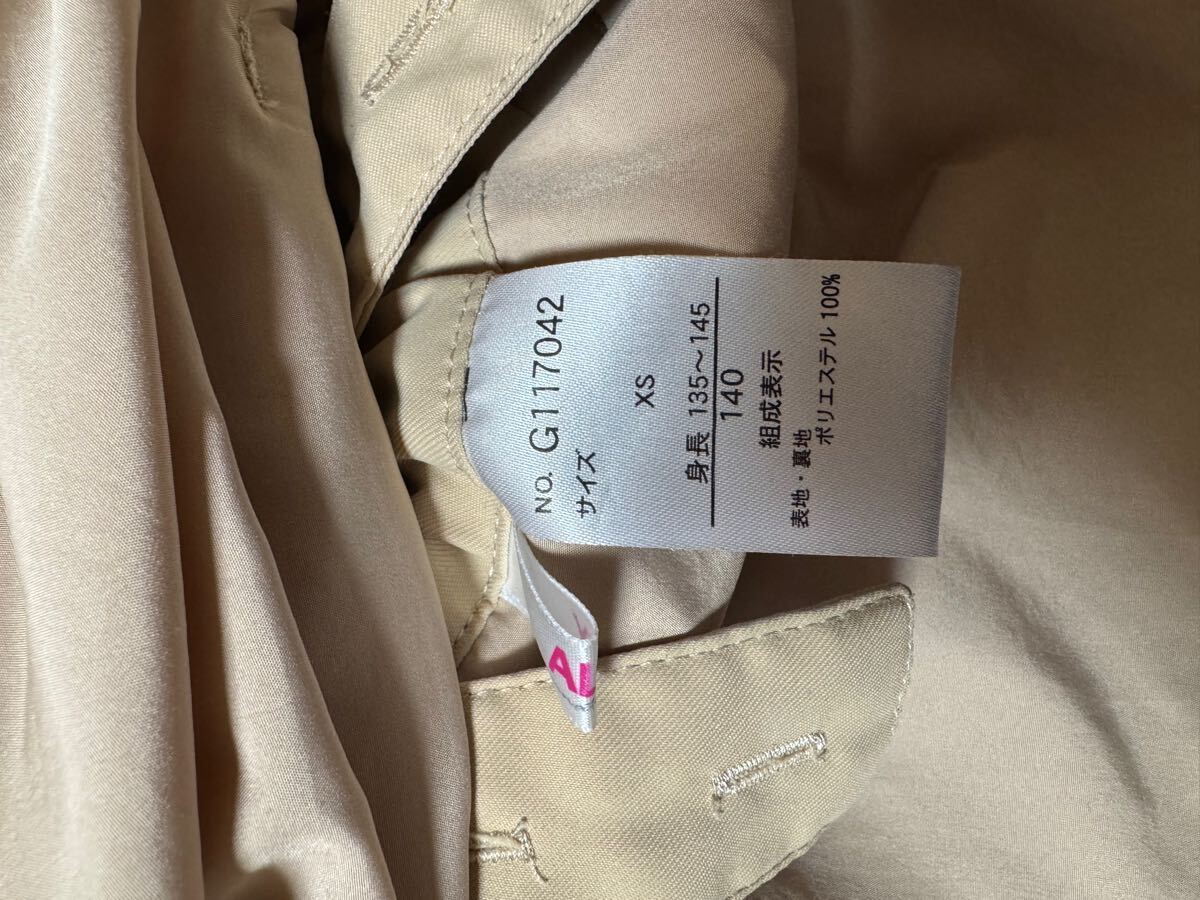 NO. G117042
サイズ
XS
身長 135～145
140
組成表示
表地・裏地
ポリエステル 100%